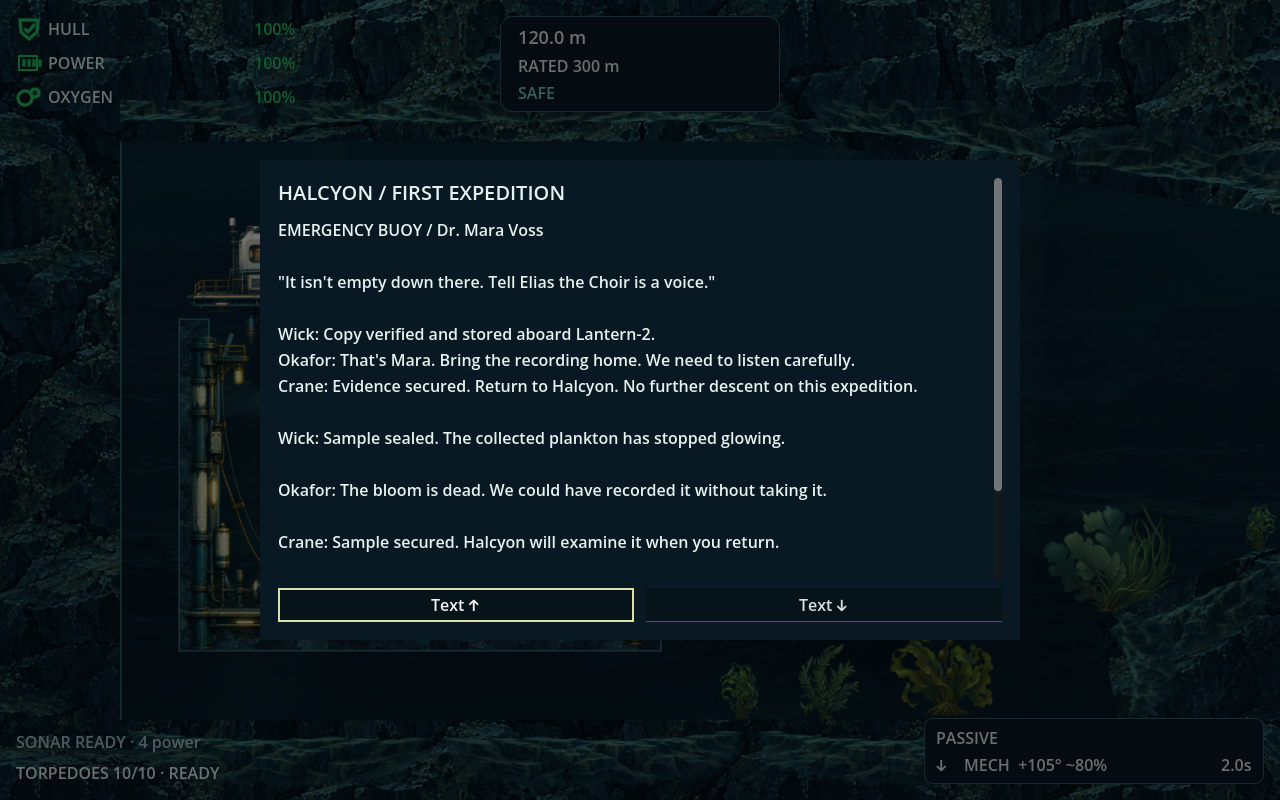 HULL 100%
POWER 100%
OXYGEN 100%
120.0 m
RATED 300 m
SAFE
HALCYON / FIRST EXPEDITION
EMERGENCY BUOY / Dr. Mara Voss
"It isn't empty down there. Tell Elias the Choir is a voice."
Wick: Copy verified and stored aboard Lantern-2.
Okafor: That's Mara. Bring the recording home. We need to listen carefully.
Crane: Evidence secured. Return to Halcyon. No further descent on this expedition.
Wick: Sample sealed. The collected plankton has stopped glowing.
Okafor: The bloom is dead. We could have recorded it without taking it.
Crane: Sample secured. Halcyon will examine it when you return.
Text ↑
Text ↓
SONAR READY · 4 power
TORPEDOES 10/10 · READY
PASSIVE
↓ MECH +105° ~80% 2.0s